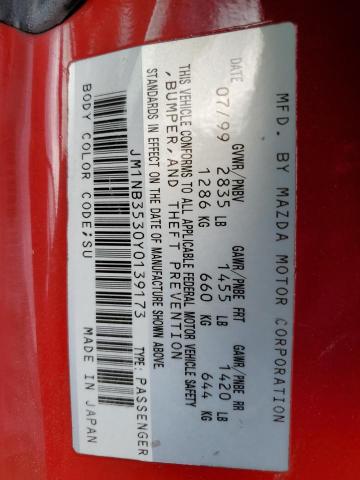 MFD. BY MAZDA MOTOR CORPORATION
DATE GVWR/PNBV GAWR/PNBE FRT GAWR/PNBE RR
07/99 2835 LB 1455 LB 1420 LB
1286 KG 660 KG 644 KG
THIS VEHICLE CONFORMS TO ALL APPLICABLE FEDERAL MOTOR VEHICLE SAFETY
, BUMPER, AND THEFT PREVENTION
STANDARDS IN EFFECT ON THE DATE OF MANUFACTURE SHOWN ABOVE.
JM1NB3530Y0139173 TYPE: PASSENGER
BODY COLOR CODE;SU MADE IN JAPAN